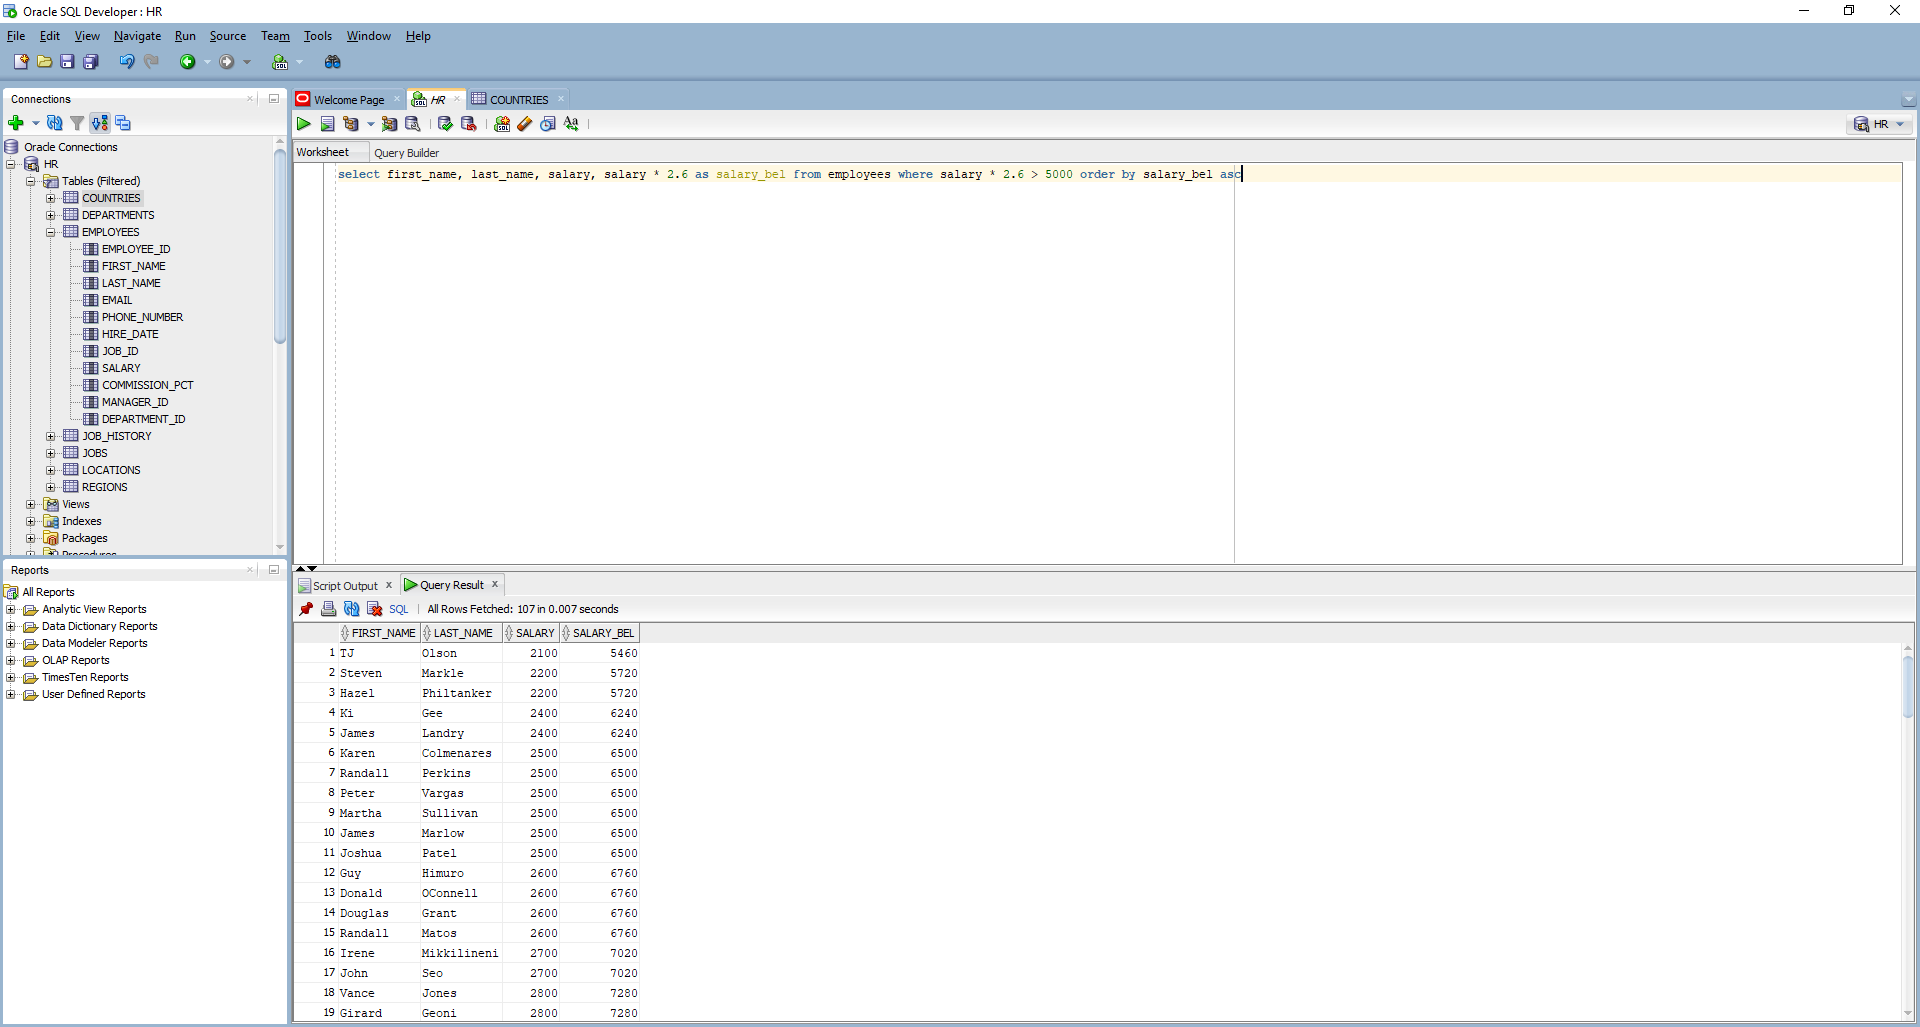 Oracle SQL Developer : HR
File Edit View Navigate Run Source Team Tools Window Help
Connections
Oracle Connections
HR
Tables (Filtered)
COUNTRIES
DEPARTMENTS
EMPLOYEES
EMPLOYEE_ID
FIRST_NAME
LAST_NAME
EMAIL
PHONE_NUMBER
HIRE_DATE
JOB_ID
SALARY
COMMISSION_PCT
MANAGER_ID
DEPARTMENT_ID
JOB_HISTORY
JOBS
LOCATIONS
REGIONS
Views
Indexes
Packages
Procedures
Reports
All Reports
Analytic View Reports
Data Dictionary Reports
Data Modeler Reports
OLAP Reports
TimesTen Reports
User Defined Reports
Welcome Page HR COUNTRIES
HR
Worksheet Query Builder
select first_name, last_name, salary, salary * 2.6 as salary_bel from employees where salary * 2.6 > 5000 order by salary_bel asc
Script Output Query Result
SQL All Rows Fetched: 107 in 0.007 seconds
FIRST_NAME LAST_NAME SALARY SALARY_BEL
1 TJ Olson 2100 5460
2 Steven Markle 2200 5720
3 Hazel Philtanker 2200 5720
4 Ki Gee 2400 6240
5 James Landry 2400 6240
6 Karen Colmenares 2500 6500
7 Randall Perkins 2500 6500
8 Peter Vargas 2500 6500
9 Martha Sullivan 2500 6500
10 James Marlow 2500 6500
11 Joshua Patel 2500 6500
12 Guy Himuro 2600 6760
13 Donald OConnell 2600 6760
14 Douglas Grant 2600 6760
15 Randall Matos 2600 6760
16 Irene Mikkilineni 2700 7020
17 John Seo 2700 7020
18 Vance Jones 2800 7280
19 Girard Geoni 2800 7280